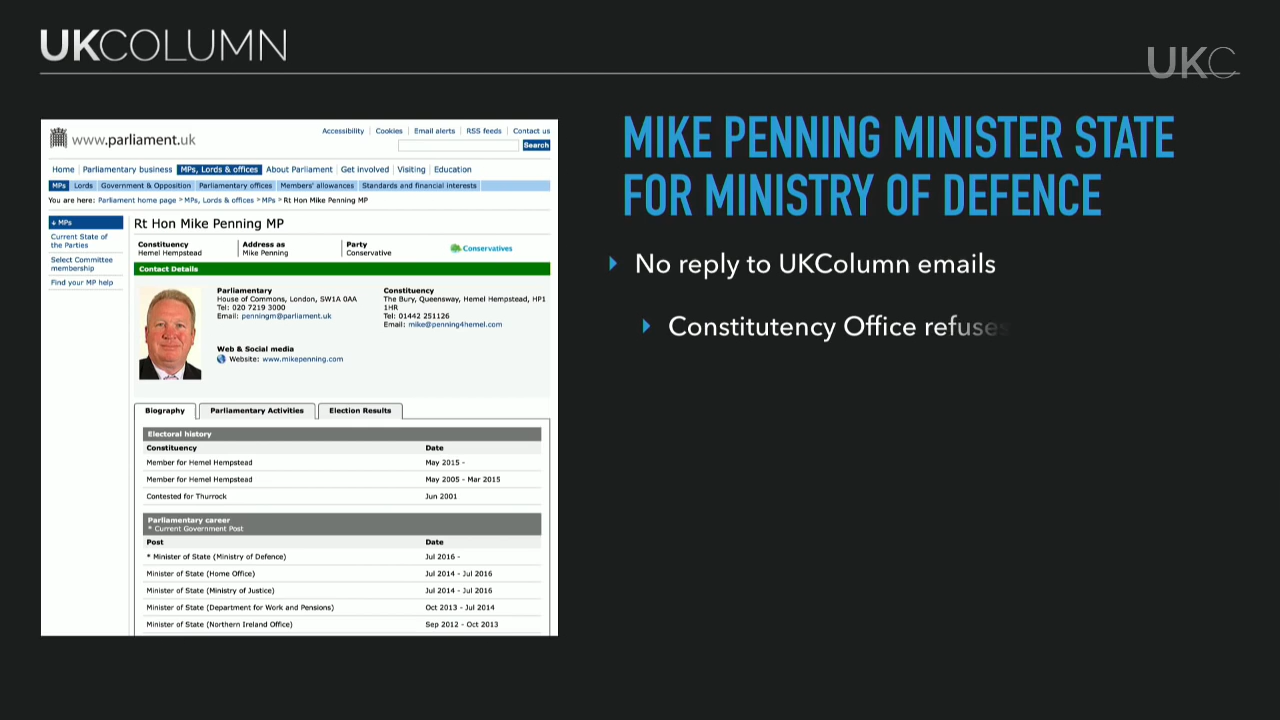 UKCOLUMN
UKC
www.parliament.uk
Accessibility | Cookies | Email alerts | RSS feeds | Contact us
Search
Home | Parliamentary business | MPs, Lords & offices | About Parliament | Get involved | Visiting | Education
MPs | Lords | Government & Opposition | Parliamentary offices | Members' allowances | Standards and financial interests
You are here: Parliament home page > MPs, Lords & offices > MPs > Rt Hon Mike Penning MP
+ MPs
Current State of
the Parties
Select Committee
membership
Find your MP help
Rt Hon Mike Penning MP
Constituency Address as Party
Hemel Hempstead Mike Penning Conservative
Conservatives
Contact Details
Parliamentary
House of Commons, London, SW1A 0AA
Tel: 020 7219 3000
Email: penningm@parliament.uk
Constituency
The Bury, Queensway, Hemel Hempstead, HP1
1HR
Tel: 01442 251126
Email: mike@penning4hemel.com
Web & Social media
Website: www.mikepenning.com
Biography Parliamentary Activities Election Results
Electoral history
Constituency Date
Member for Hemel Hempstead May 2015 -
Member for Hemel Hempstead May 2005 - Mar 2015
Contested for Thurrock Jun 2001
Parliamentary career
* Current Government Post
Post Date
* Minister of State (Ministry of Defence) Jul 2016 -
Minister of State (Home Office) Jul 2014 - Jul 2016
Minister of State (Ministry of Justice) Jul 2014 - Jul 2016
Minister of State (Department for Work and Pensions) Oct 2013 - Jul 2014
Minister of State (Northern Ireland Office) Sep 2012 - Oct 2013
MIKE PENNING MINISTER STATE
FOR MINISTRY OF DEFENCE
No reply to UKColumn emails
Constitutency Office refuses